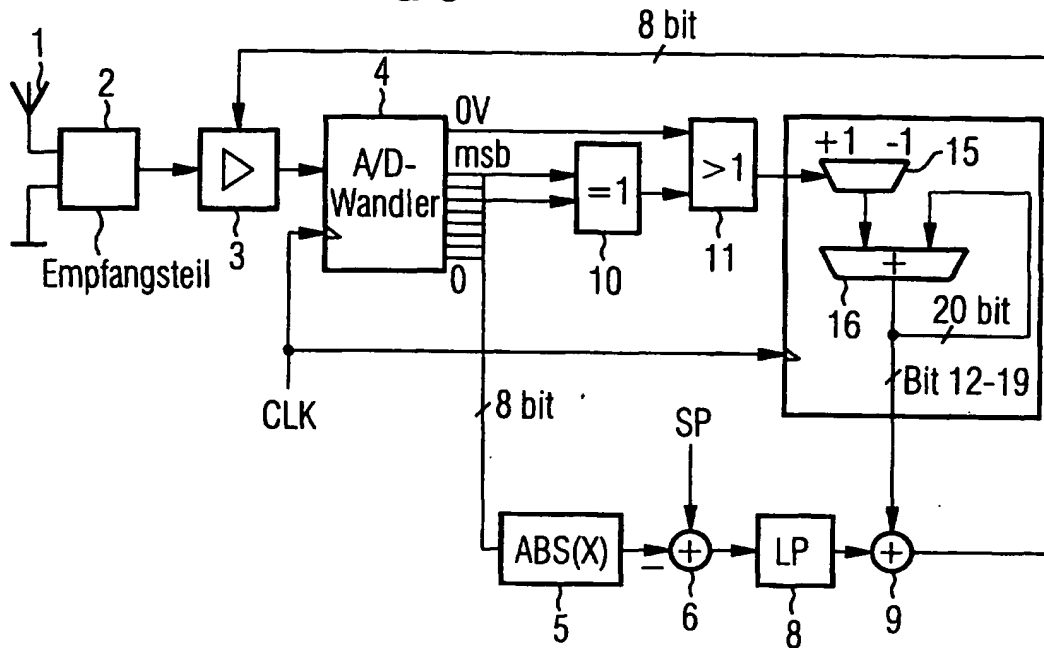 8 bit
1
2
4
+1 -1
15
0V
msb
A/D-
Wandler
=1
>1
3
10
11
Empfangsteil
0
+
16
20 bit
Bit 12-19
CLK
8 bit
SP
ABS(X)
–
+
LP
+
5
6
8
9